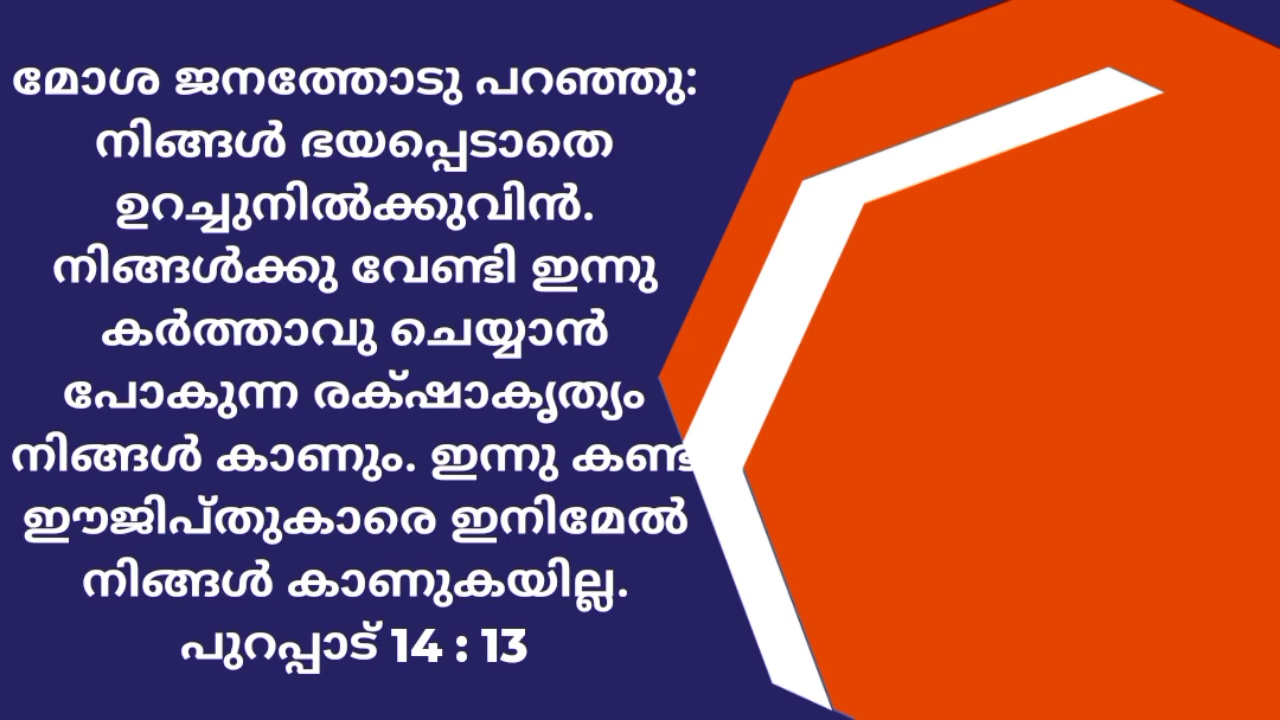 മോശ ജനത്തോടു പറഞ്ഞു:
നിങ്ങൾ ഭയപ്പെടാതെ
ഉറച്ചുനിൽക്കുവിൻ.
നിങ്ങൾക്കു വേണ്ടി ഇന്നു
കർത്താവു ചെയ്യാൻ
പോകുന്ന രക്‌ഷാകൃത്യം
നിങ്ങൾ കാണും. ഇന്നു കണ്ട
ഈജിപ്തുകാരെ ഇനിമേൽ
നിങ്ങൾ കാണുകയില്ല.
പുറപ്പാട് 14 : 13